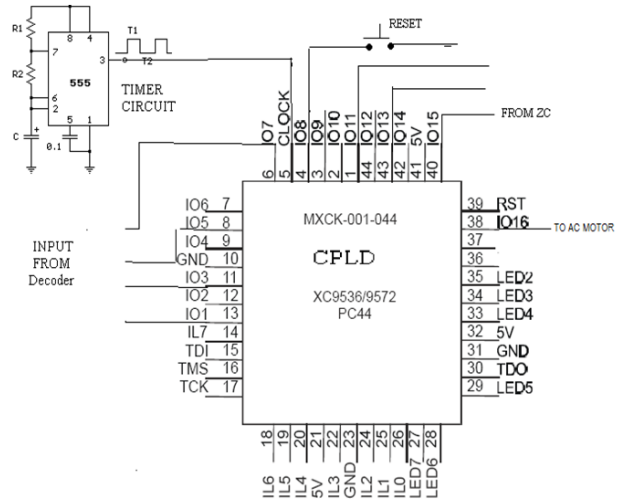 RESET
R1
8 4
T1
7
3
R2
555
T2
TIMER
CIRCUIT
6
2
C +
5 1
0.1
FROM ZC
IO7 CLOCK IO8 IO9 IO10 IO11 IO12 IO13 IO14 5V IO15
6 5 4 3 2 1 44 43 42 41 40
IO6 7
IO5 8
IO4 9
GND 10
IO3 11
IO2 12
IO1 13
IL7 14
TDI 15
TMS 16
TCK 17
INPUT
FROM
Decoder
MXCK-001-044
CPLD
XC9536/9572
PC44
39 RST
38 IO16
TO AC MOTOR
37
36
35 LED2
34 LED3
33 LED4
32 5V
31 GND
30 TDO
29 LED5
18 19 20 21 22 23 24 25 26 27 28
IL6 IL5 IL4 5V IL3 GND IL2 IL1 IL0 LED7 LED6